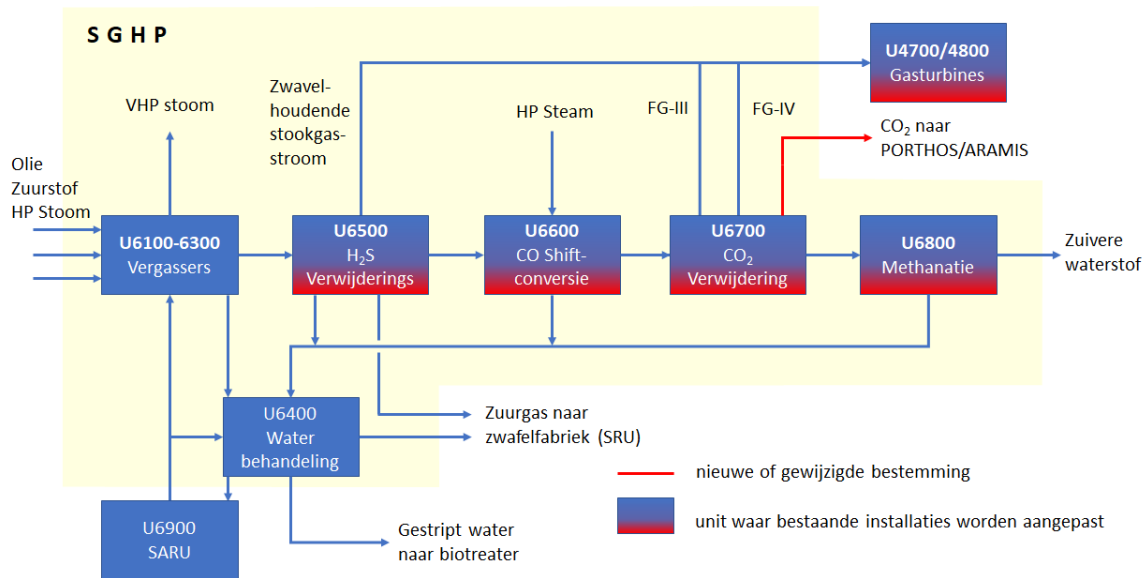 SGHP
U4700/4800
Gasturbines
VHP stoom
Zwavel-
houdende
stookgas-
stroom
HP Steam
FG-III
FG-IV
CO₂ naar
PORTHOS/ARAMIS
Olie
Zuurstof
HP Stoom
U6100-6300
Vergassers
U6500
H₂S
Verwijderings
U6600
CO Shift-
conversie
U6700
CO₂
Verwijdering
U6800
Methanatie
Zuivere
waterstof
U6400
Water
behandeling
Zuurgas naar
zwafelfabriek (SRU)
nieuwe of gewijzigde bestemming
unit waar bestaande installaties worden aangepast
U6900
SARU
Gestript water
naar biotreater